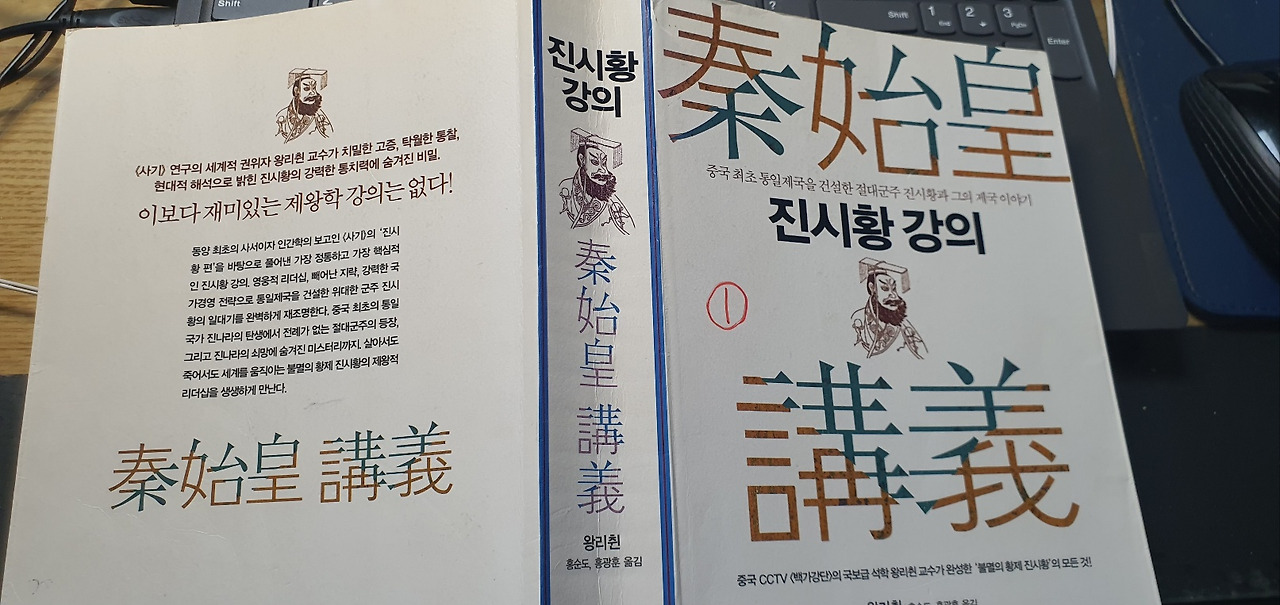 Shift
〈사기〉 연구의 세계적 권위자 왕리췬 교수가 치밀한 고증, 탁월한 통찰,
현대적 해석으로 밝힌 진시황의 강력한 통치력에 숨겨진 비밀.
이보다 재미있는 제왕학 강의는 없다!
동양 최초의 사서이자 인간학의 보고인 〈사기〉의 '진시
황 편'을 바탕으로 풀어낸 가장 정통하고 가장 핵심적
인 진시황 강의. 영웅적 리더십, 빼어난 지략, 강력한 국
가경영 전략으로 통일제국을 건설한 위대한 군주 진시
황의 일대기를 완벽하게 재조명한다. 중국 최초의 통일
국가 진나라의 탄생에서 전례가 없는 절대군주의 등장,
그리고 진나라의 쇠망에 숨겨진 미스터리까지, 살아서도
죽어서도 세계를 움직이는 불멸의 황제 진시황의 제왕적
리더십을 생생하게 만난다.
秦始皇 講義
진시황
강의
秦始皇 講義
왕리췬
홍순도, 홍광훈 옮김
?
Shift
1
End
2
3
PgDn
Enter
秦始皇
중국 최초 통일제국을 건설한 절대군주 진시황과 그의 제국 이야기
진시황 강의
1
講義
중국 CCTV 〈백가강단〉의 국보급 석학 왕리췬 교수가 완성한 '불멸의 황제 진시황'의 모든 것!
왕리췬 홍순도, 홍광훈 옮김